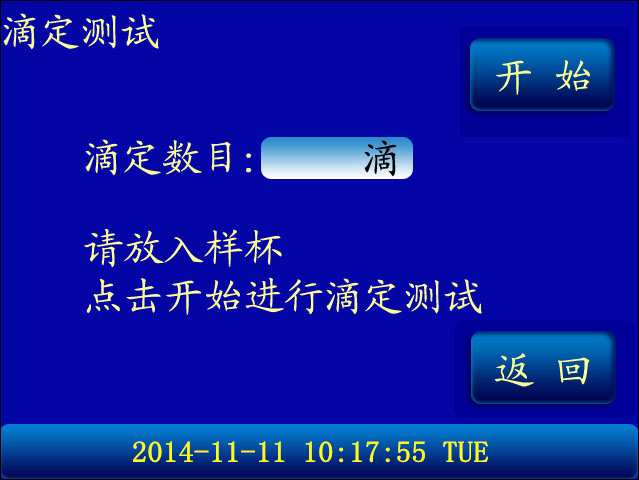 滴定测试
开 始
滴定数目: 滴
请放入样杯
点击开始进行滴定测试
返 回
2014-11-11 10:17:55 TUE